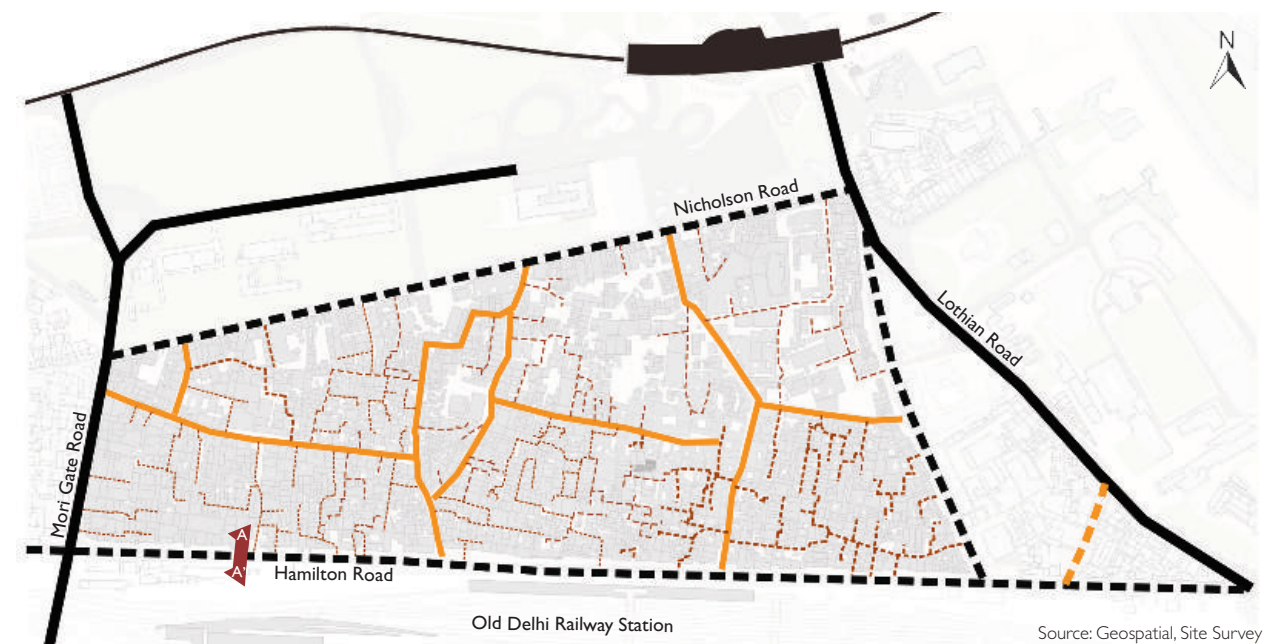 N
Nicholson Road
Lothian Road
Mori Gate Road
A
A'
Hamilton Road
Old Delhi Railway Station
Source: Geospatial, Site Survey